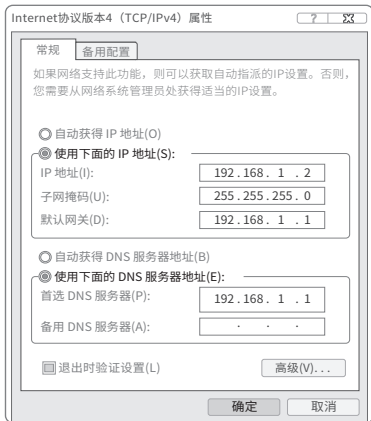 Internet协议版本4（TCP/IPv4）属性
? X
常规 备用配置
如果网络支持此功能，则可以获取自动指派的IP设置。否则，
您需要从网络系统管理员处获得适当的IP设置。
自动获得 IP 地址(O)
使用下面的 IP 地址(S):
IP 地址(I): 192.168. 1 . 2
子网掩码(U): 255.255.255. 0
默认网关(D): 192.168. 1 . 1
自动获得 DNS 服务器地址(B)
使用下面的 DNS 服务器地址(E):
首选 DNS 服务器(P): 192.168. 1 . 1
备用 DNS 服务器(A): . . .
退出时验证设置(L) 高级(V)...
确定 取消